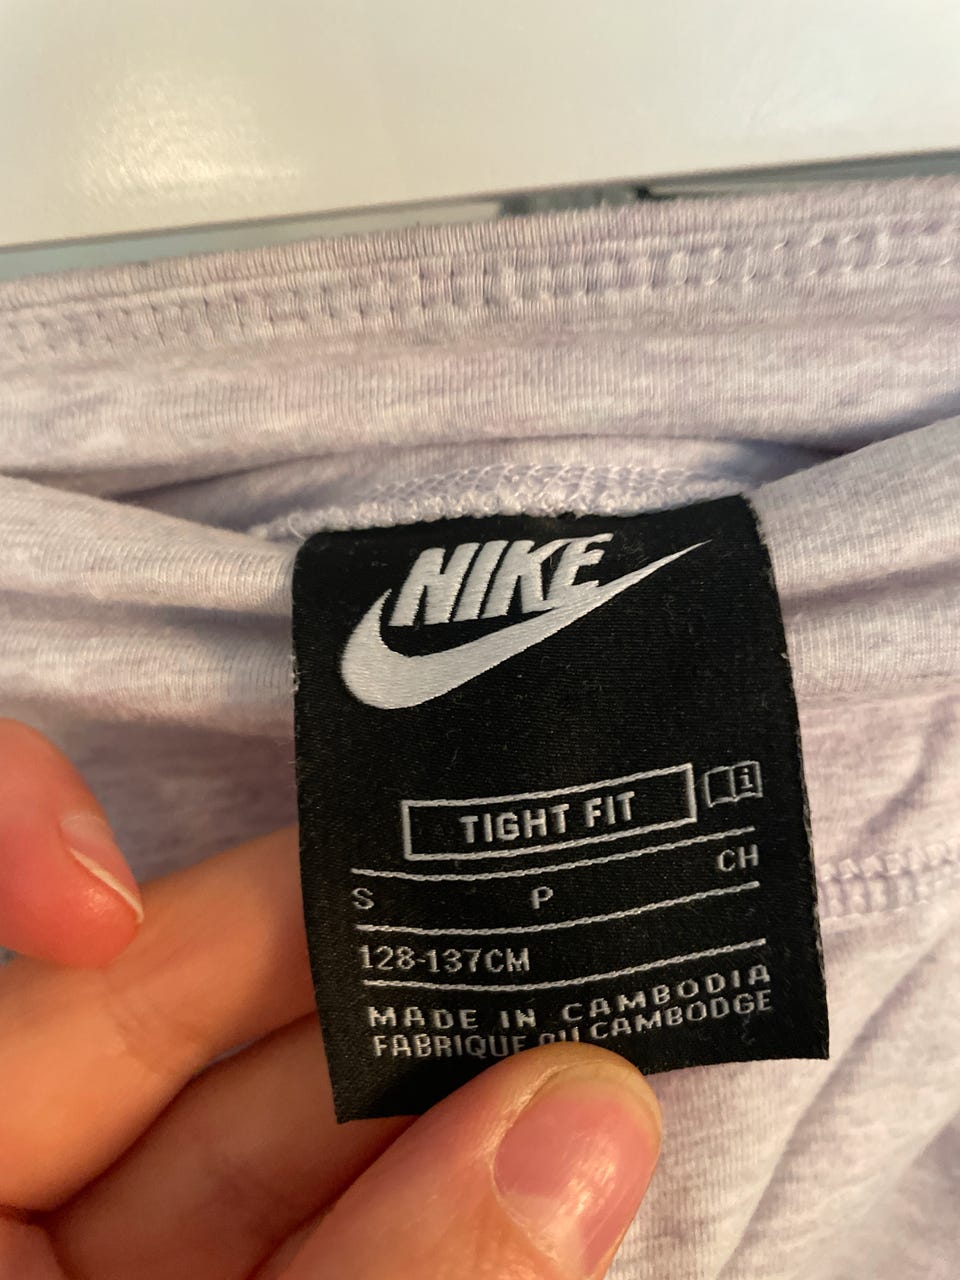 NIKE
TIGHT FIT i
S P CH
128-137CM
MADE IN CAMBODIA
FABRIQUE AU CAMBODGE